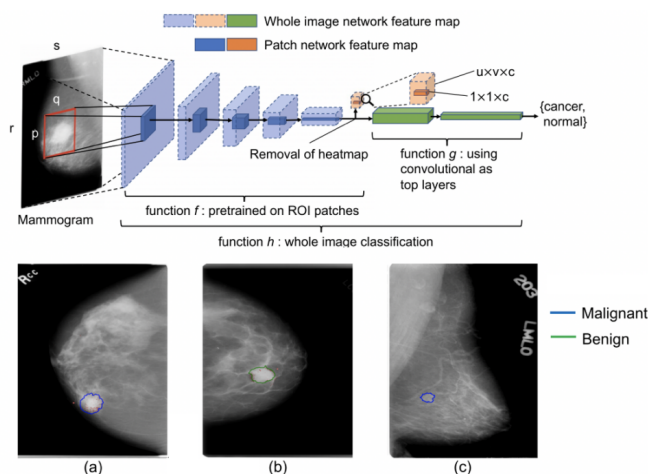 Whole image network feature map
Patch network feature map
s
LMLO
q
r
p
u×v×c
1×1×c
{cancer,
normal}
Removal of heatmap
function g : using
convolutional as
top layers
Mammogram
function f : pretrained on ROI patches
function h : whole image classification
Rcc
203
LMLO
Malignant
Benign
(a)
(b)
(c)